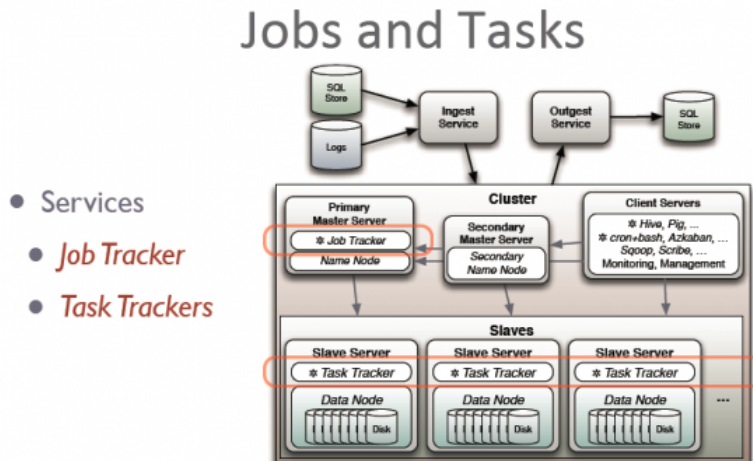 Jobs and Tasks
SQL
Store
Logs
Ingest
Service
Outgest
Service
SQL
Store
• Services
• Job Tracker
• Task Trackers
Cluster
Primary
Master Server
✲ Job Tracker
Name Node
Secondary
Master Server
Secondary
Name Node
Client Servers
✲ Hive, Pig, ...
✲ cron+bash, Azkaban, ...
Sqoop, Scribe, ...
Monitoring, Management
Slaves
Slave Server
✲ Task Tracker
Data Node
Disk
Slave Server
✲ Task Tracker
Data Node
Disk
Slave Server
✲ Task Tracker
Data Node
Disk
...